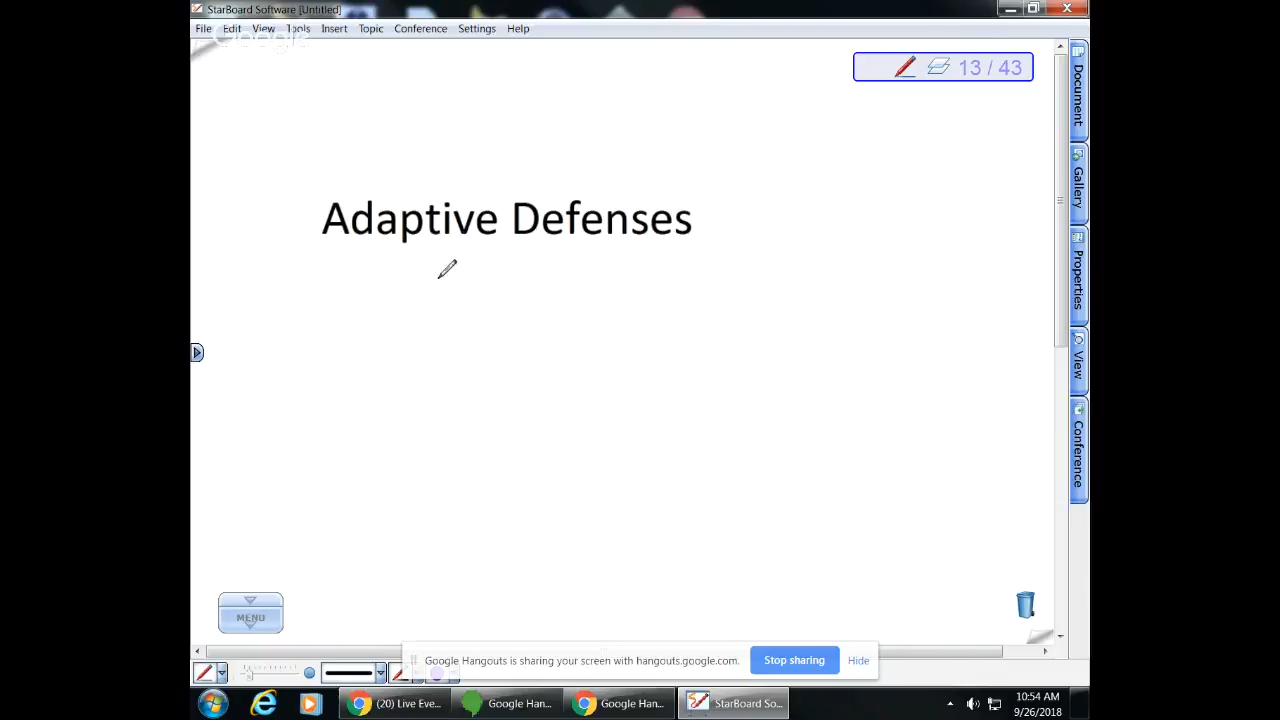 StarBoard Software [Untitled]
File Edit View Tools Insert Topic Conference Settings Help
Google
13 / 43
Document
Gallery
Properties
View
Conference
Adaptive Defenses
MENU
Google Hangouts is sharing your screen with hangouts.google.com. Stop sharing Hide
(20) Live Eve... Google Han... Google Han... StarBoard So...
10:54 AM
9/26/2018